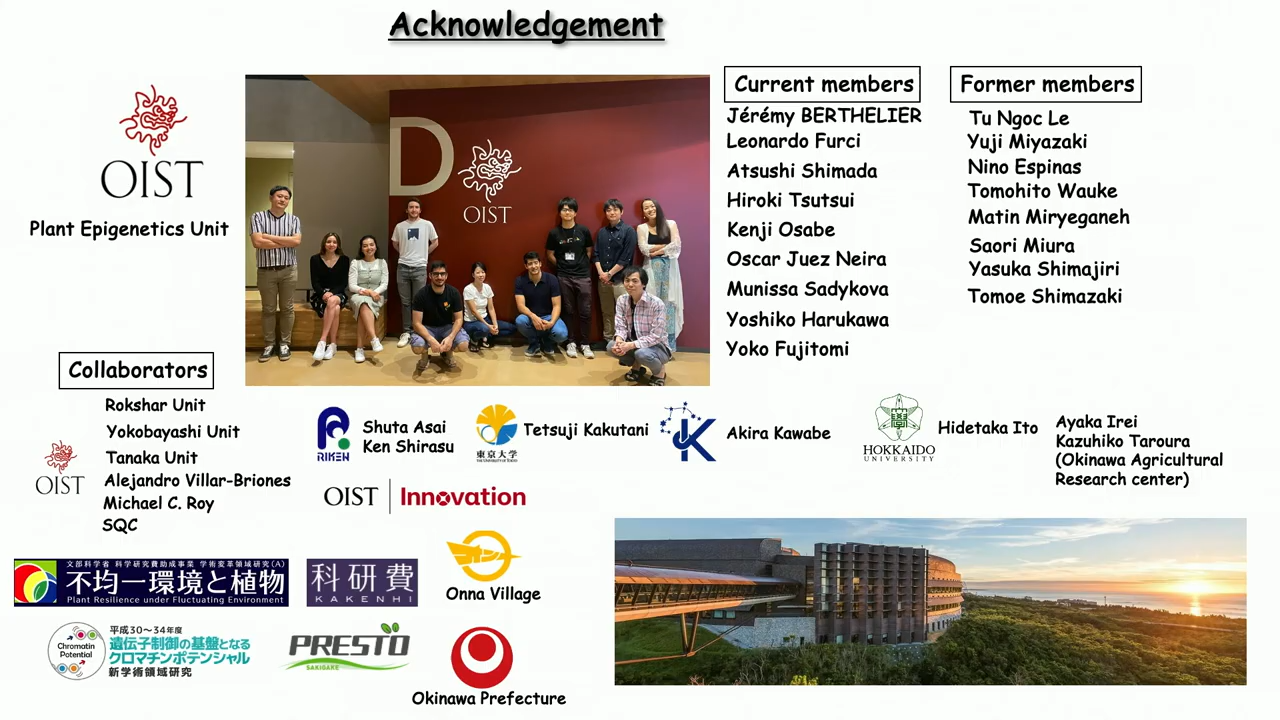 Acknowledgement
OIST
Plant Epigenetics Unit
D
OIST
Current members
Jérémy BERTHELIER
Leonardo Furci
Atsushi Shimada
Hiroki Tsutsui
Kenji Osabe
Oscar Juez Neira
Munissa Sadykova
Yoshiko Harukawa
Yoko Fujitomi
Former members
Tu Ngoc Le
Yuji Miyazaki
Nino Espinas
Tomohito Wauke
Matin Miryeganeh
Saori Miura
Yasuka Shimajiri
Tomoe Shimazaki
Collaborators
OIST
Rokshar Unit
Yokobayashi Unit
Tanaka Unit
Alejandro Villar-Briones
Michael C. Roy
SQC
RIKEN
Shuta Asai
Ken Shirasu
東京大学
THE UNIVERSITY OF TOKYO
Tetsuji Kakutani
K
Akira Kawabe
HOKKAIDO
UNIVERSITY
Hidetaka Ito
Ayaka Irei
Kazuhiko Taroura
(Okinawa Agricultural
Research center)
OIST | Innovation
文部科学省 科学研究費助成事業 学術変革領域研究(A)
不均一環境と植物
Plant Resilience under Fluctuating Environment
科研費
KAKENHI
Onna Village
Chromatin
Potential
平成30〜34年度
遺伝子制御の基盤となる
クロマチンポテンシャル
新学術領域研究
PRESTO
SAKIGAKE
Okinawa Prefecture